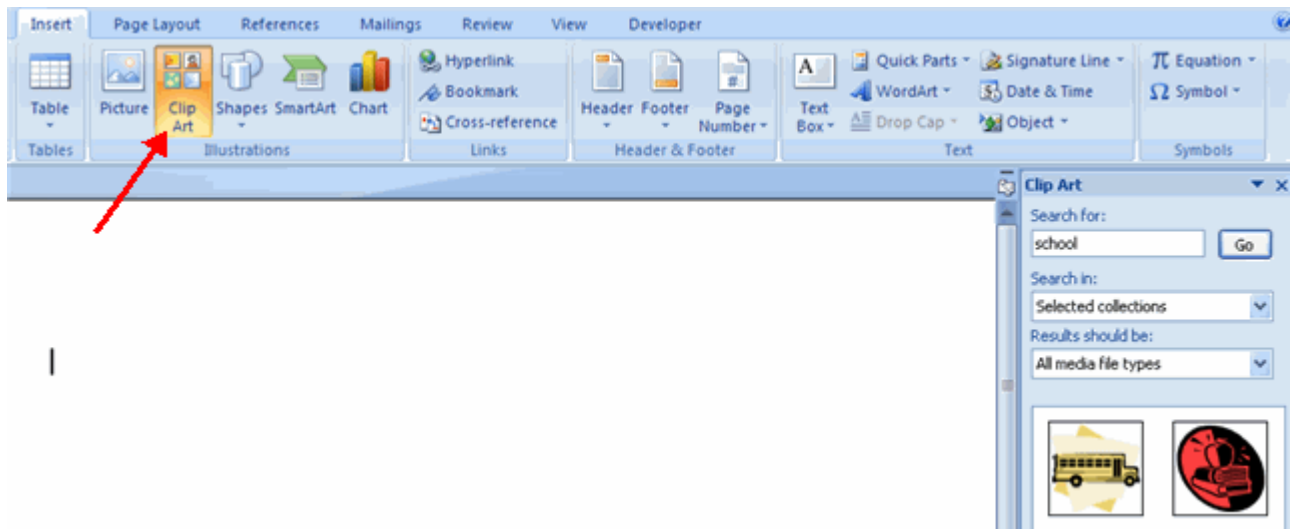 Insert Page Layout References Mailings Review View Developer
Table
Tables
Picture
Clip Art
Shapes
SmartArt
Chart
Illustrations
Hyperlink
Bookmark
Cross-reference
Links
Header
Footer
#
Page Number
Header & Footer
A
Text Box
Quick Parts
WordArt
Drop Cap
Signature Line
Date & Time
Object
Text
π Equation
Ω Symbol
Symbols
Clip Art
Search for:
school
Go
Search in:
Selected collections
Results should be:
All media file types